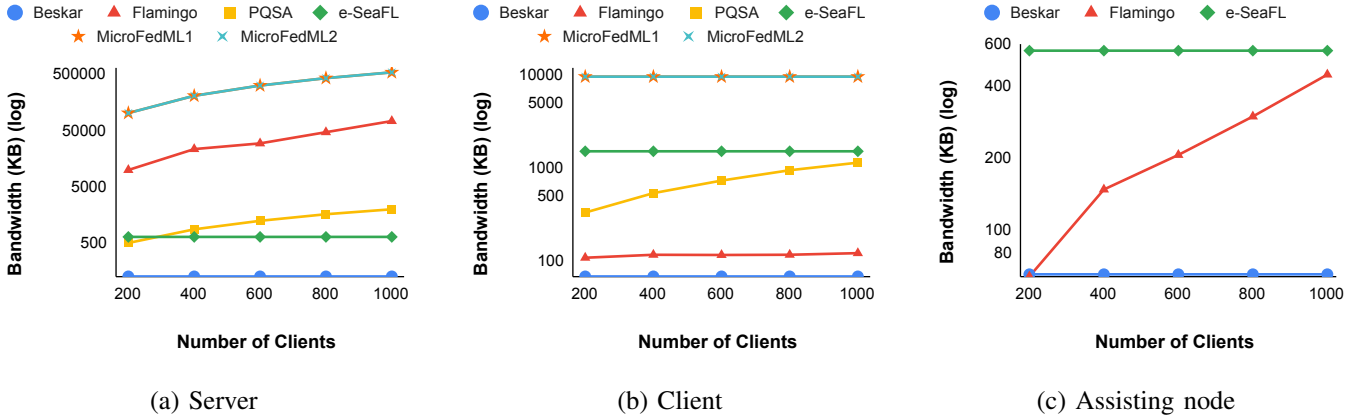 Beskar Flamingo PQSA e-SeaFL
MicroFedML1 MicroFedML2
Bandwidth (KB) (log)
500000
50000
5000
500
200 400 600 800 1000
Number of Clients
(a) Server
Beskar Flamingo PQSA e-SeaFL
MicroFedML1 MicroFedML2
Bandwidth (KB) (log)
10000
5000
1000
500
100
200 400 600 800 1000
Number of Clients
(b) Client
Beskar Flamingo e-SeaFL
Bandwidth (KB) (log)
600
400
200
100
80
200 400 600 800 1000
Number of Clients
(c) Assisting node